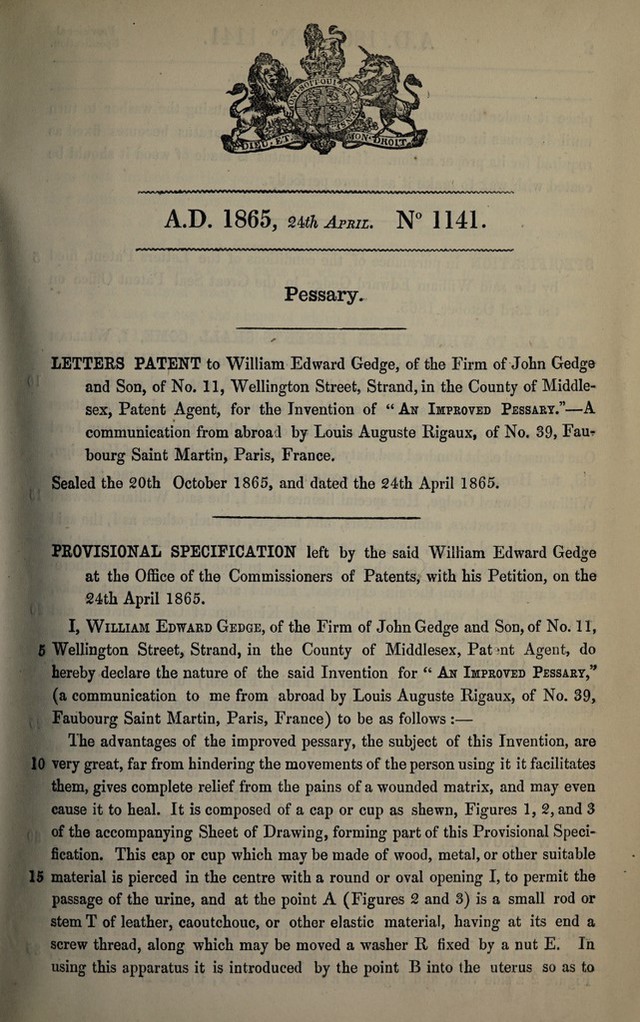 DIEU ET MON DROIT
A.D. 1865, 24th APRIL. Nº 1141.
Pessary.
LETTERS PATENT to William Edward Gedge, of the Firm of John Gedge
and Son, of No. 11, Wellington Street, Strand, in the County of Middle-
sex, Patent Agent, for the Invention of “ AN IMPROVED PESSARY.”—A
communication from abroad by Louis Auguste Rigaux, of No. 39, Fau-
bourg Saint Martin, Paris, France.
Sealed the 20th October 1865, and dated the 24th April 1865.
PROVISIONAL SPECIFICATION left by the said William Edward Gedge
at the Office of the Commissioners of Patents, with his Petition, on the
24th April 1865.
I, WILLIAM EDWARD GEDGE, of the Firm of John Gedge and Son, of No. 11,
5 Wellington Street, Strand, in the County of Middlesex, Patent Agent, do
hereby declare the nature of the said Invention for “ AN IMPROVED PESSARY,”
(a communication to me from abroad by Louis Auguste Rigaux, of No. 39,
Faubourg Saint Martin, Paris, France) to be as follows :—
The advantages of the improved pessary, the subject of this Invention, are
10 very great, far from hindering the movements of the person using it it facilitates
them, gives complete relief from the pains of a wounded matrix, and may even
cause it to heal. It is composed of a cap or cup as shewn, Figures 1, 2, and 3
of the accompanying Sheet of Drawing, forming part of this Provisional Speci-
fication. This cap or cup which may be made of wood, metal, or other suitable
15 material is pierced in the centre with a round or oval opening I, to permit the
passage of the urine, and at the point A (Figures 2 and 3) is a small rod or
stem T of leather, caoutchouc, or other elastic material, having at its end a
screw thread, along which may be moved a washer R fixed by a nut E. In
using this apparatus it is introduced by the point B into the uterus so as to